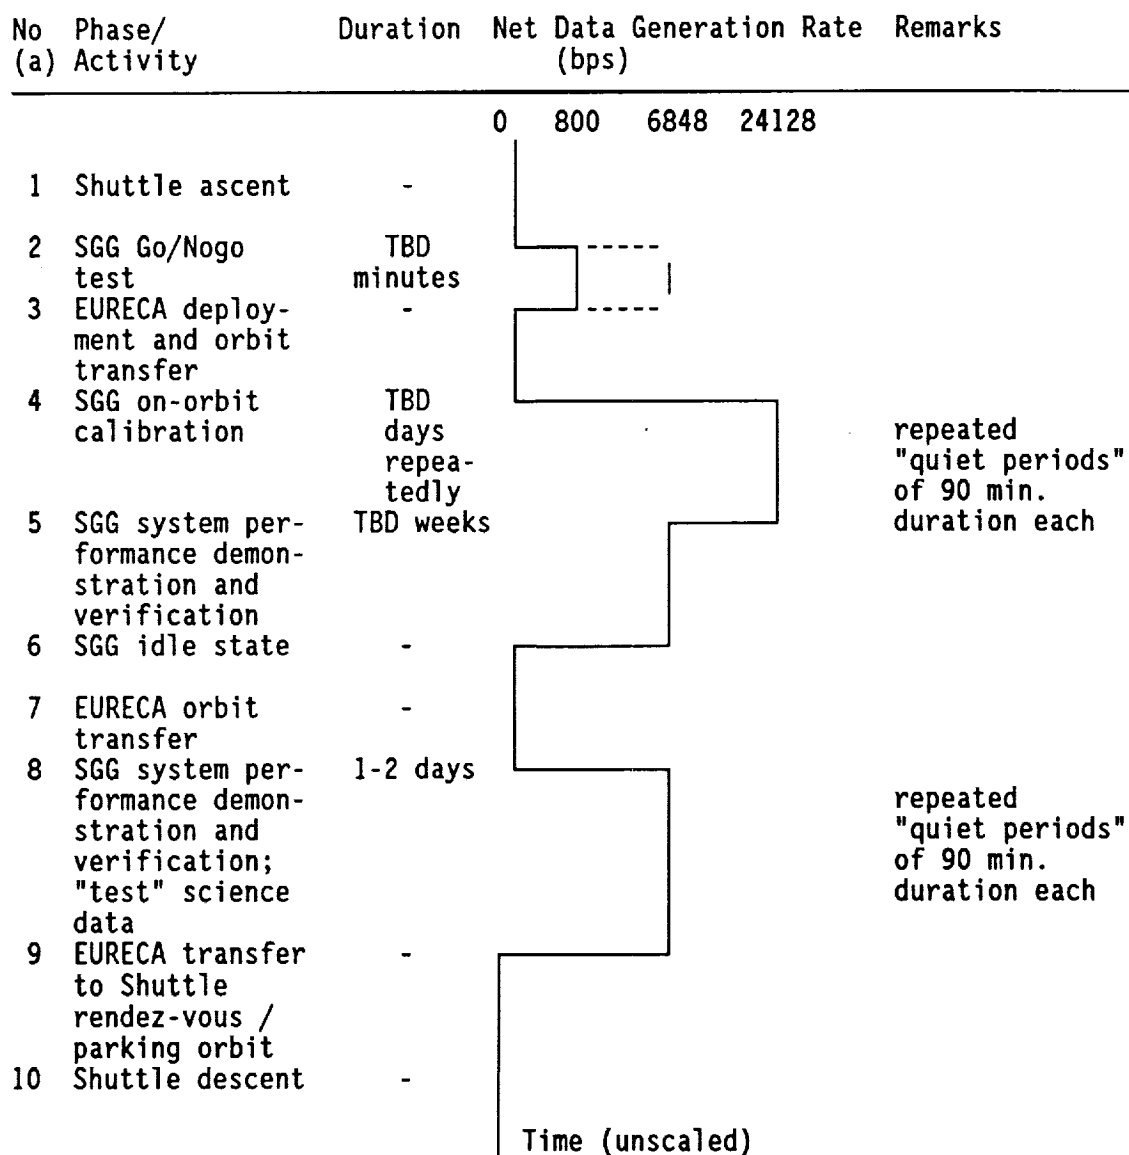 No Phase/ Duration Net Data Generation Rate Remarks
(a) Activity (bps)
0 800 6848 24128
1 Shuttle ascent -
2 SGG Go/Nogo TBD
test minutes
3 EURECA deploy- -
ment and orbit
transfer
4 SGG on-orbit TBD
calibration days repeated
repea- "quiet periods"
tedly of 90 min.
5 SGG system per- TBD weeks duration each
formance demon-
stration and
verification
6 SGG idle state -
7 EURECA orbit -
transfer
8 SGG system per- 1-2 days
formance demon- repeated
stration and "quiet periods"
verification; of 90 min.
"test" science duration each
data
9 EURECA transfer -
to Shuttle
rendez-vous /
parking orbit
10 Shuttle descent -
Time (unscaled)